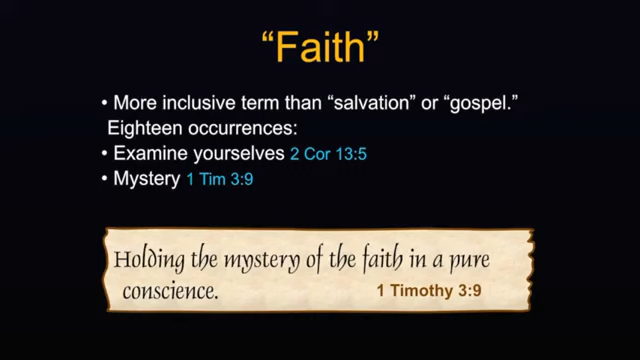 “Faith”
• More inclusive term than “salvation” or “gospel.”
Eighteen occurrences:
• Examine yourselves 2 Cor 13:5
• Mystery 1 Tim 3:9
Holding the mystery of the faith in a pure
conscience. 1 Timothy 3:9